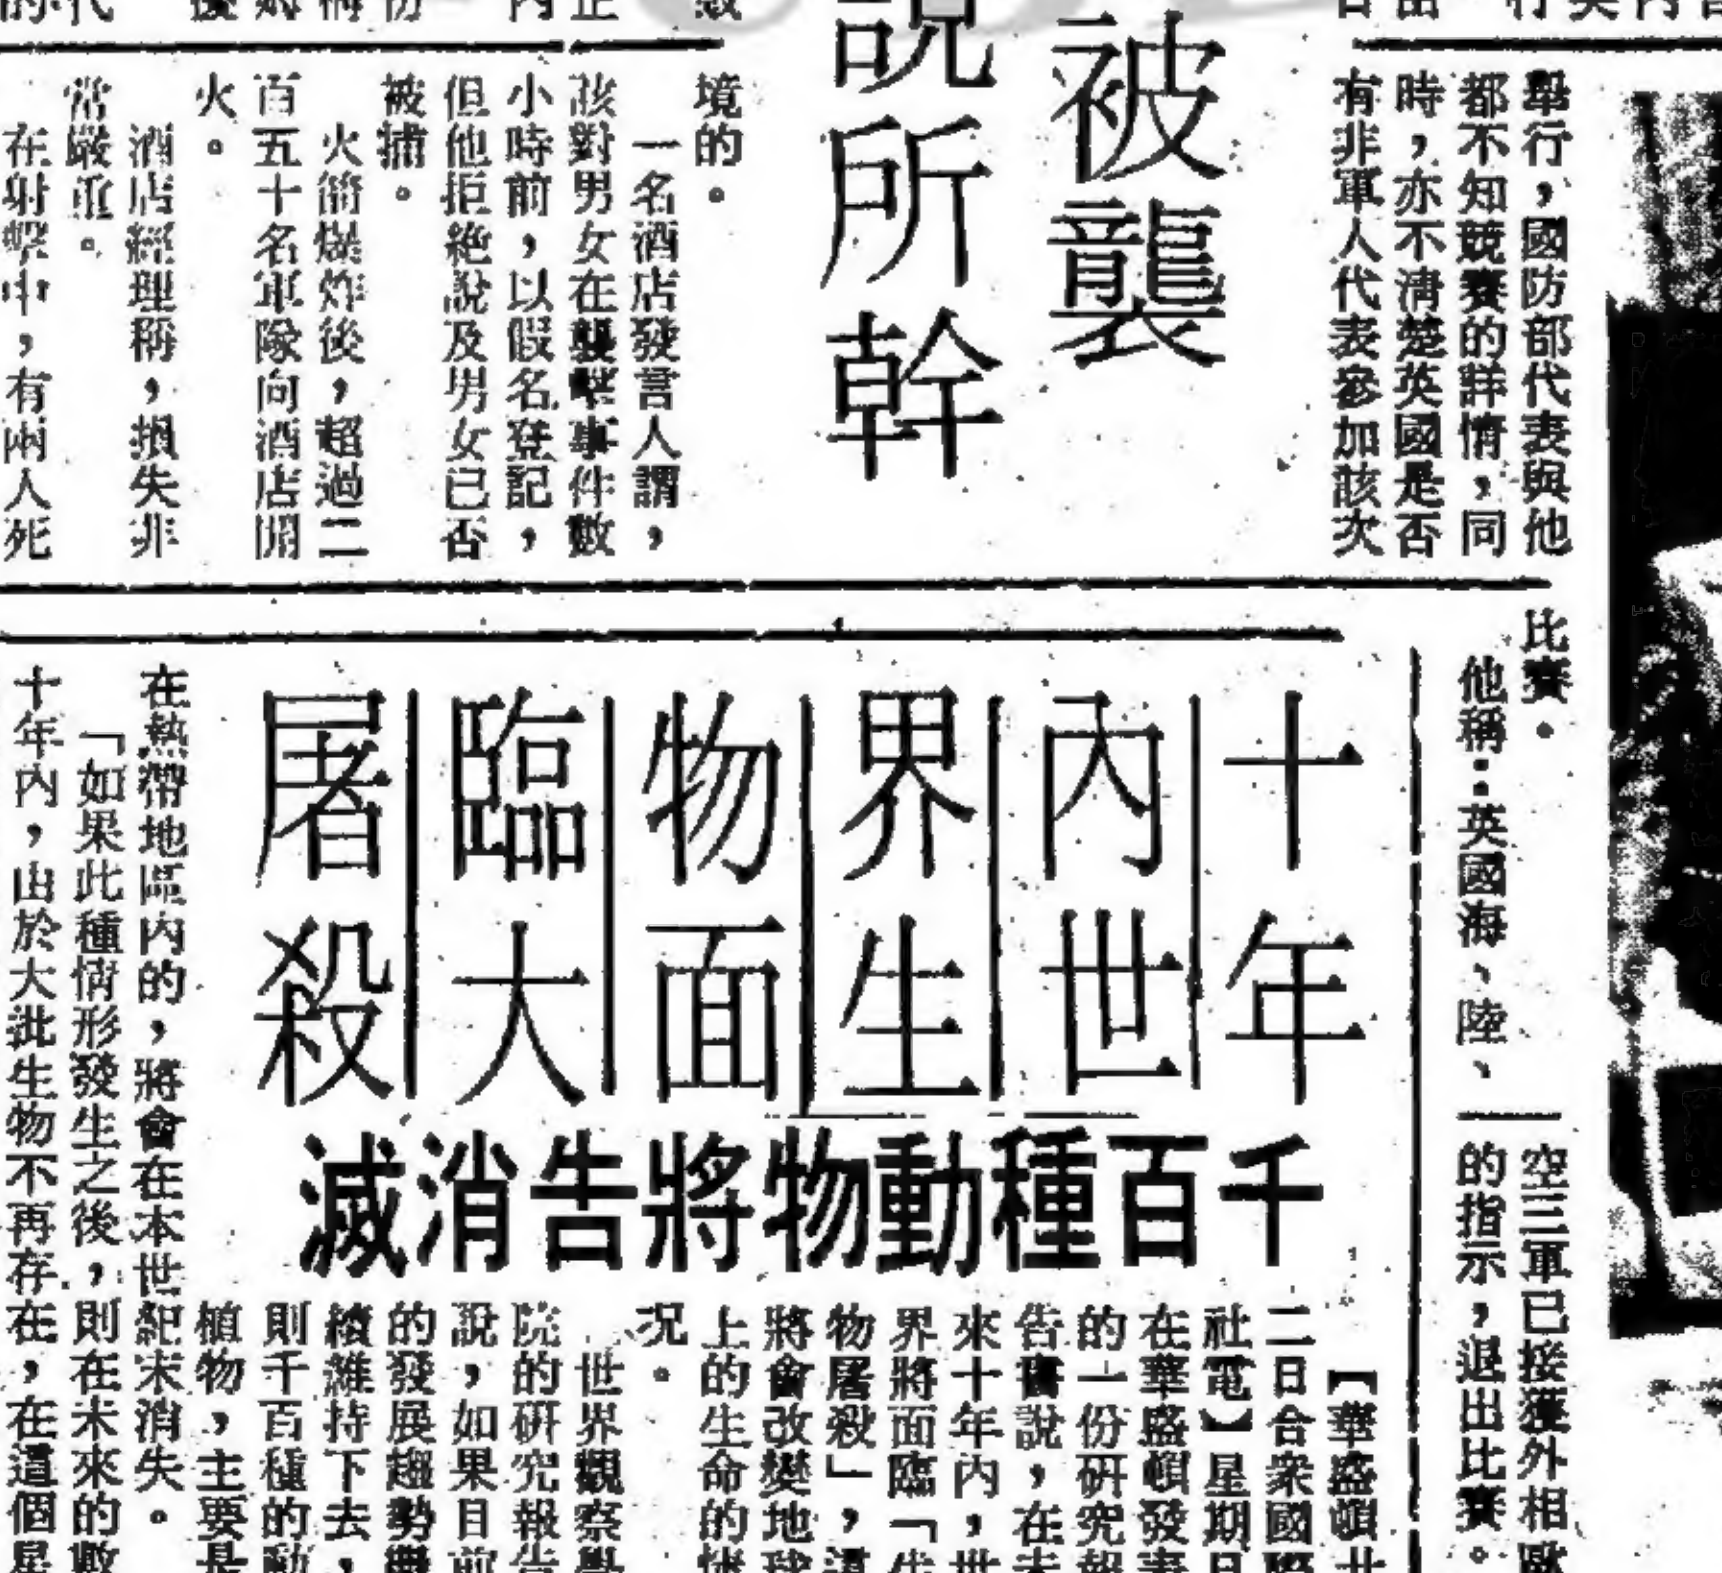 舉行，國防部代表與他
都不知競賽的詳情，同
時，亦不清楚英國是否
有非軍人代表參加該次
比賽。
他稱：英國海、陸、
空三軍已接獲外相歐
的指示，退出比賽。
被襲
說所幹
境的。
一名酒店發言人謂，
孩對男女在襲擊事件數
小時前，以假名登記，
但他拒絕說及男女已否
被捕。
火箭爆炸後，超過二
百五十名軍隊向酒店開
火。
酒店經理稱，損失非
常嚴重。
在射擊中，有兩人死
十年
內世
界生
物面
臨大
屠殺
千百種動物將告消滅
【華盛頓廿
二日合眾國際
社電】星期日
在華盛頓發表
的一份研究報
告書說，在未
來十年內，世
界將面臨「生
物屠殺」，這
將會改變地球
上的生命的
況。
世界觀察學
院的研究報告
說，如果目前
的發展趨勢繼
續維持下去，
則千百種的動
植物，主要是
在熱帶地區內的，將會在本世紀末消失。
「如果此種情形發生之後，則在未來的數
十年內，由於大批生物不再存在，在這個星